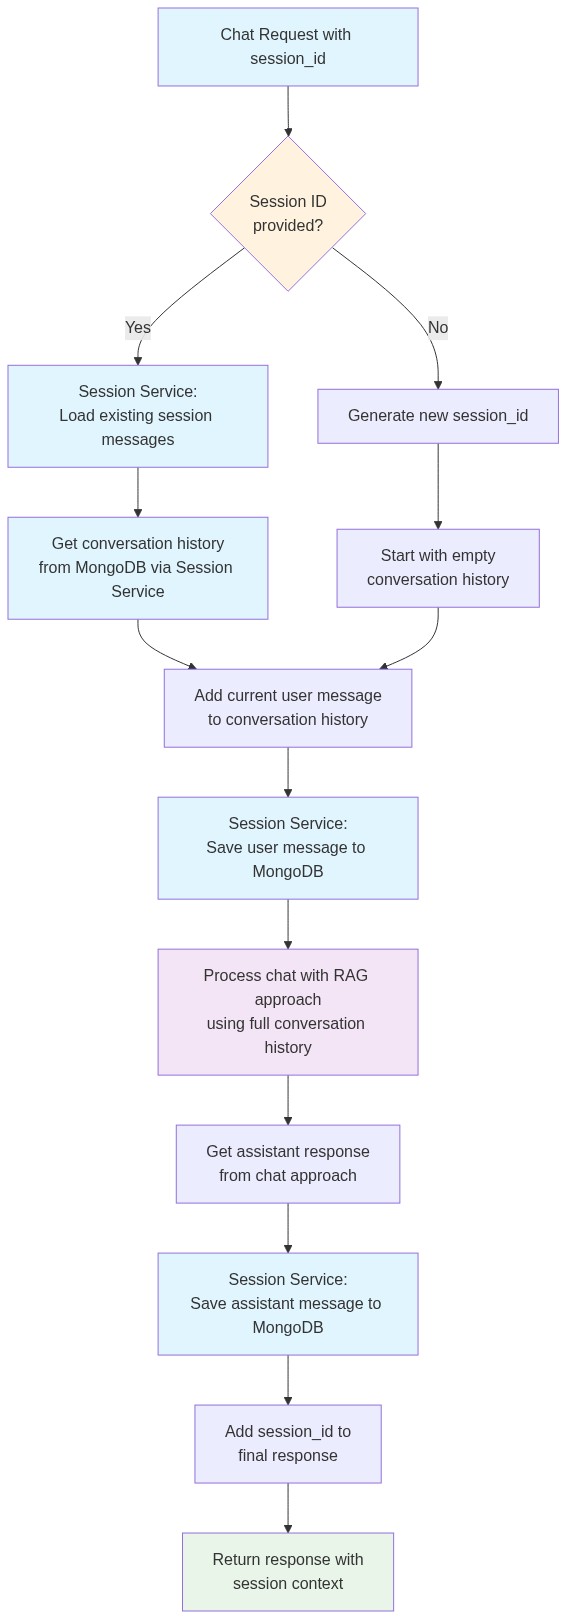 Chat Request with
session_id
Session ID
provided?
Yes
No
Session Service:
Load existing session
messages
Generate new session_id
Get conversation history
from MongoDB via Session
Service
Start with empty
conversation history
Add current user message
to conversation history
Session Service:
Save user message to
MongoDB
Process chat with RAG
approach
using full conversation
history
Get assistant response
from chat approach
Session Service:
Save assistant message to
MongoDB
Add session_id to
final response
Return response with
session context